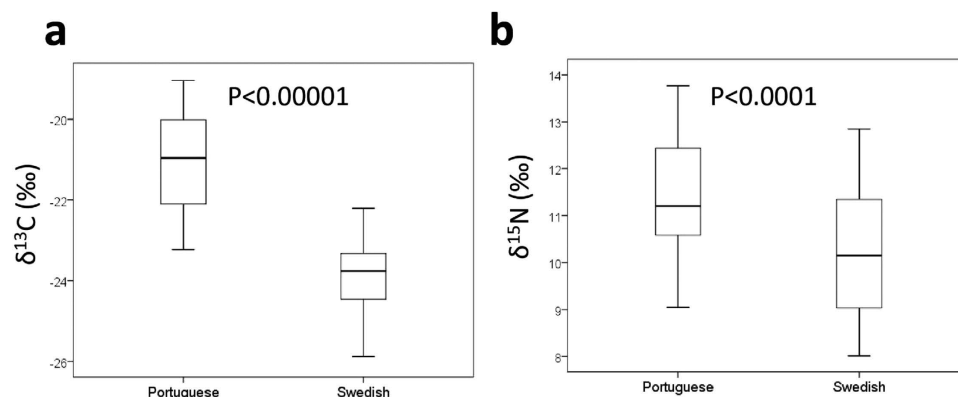 a
P<0.00001
-20
-22
-24
-26
δ¹³C (‰)
Portuguese
Swedish
b
P<0.0001
14
13
12
11
10
9
8
δ¹⁵N (‰)
Portuguese
Swedish